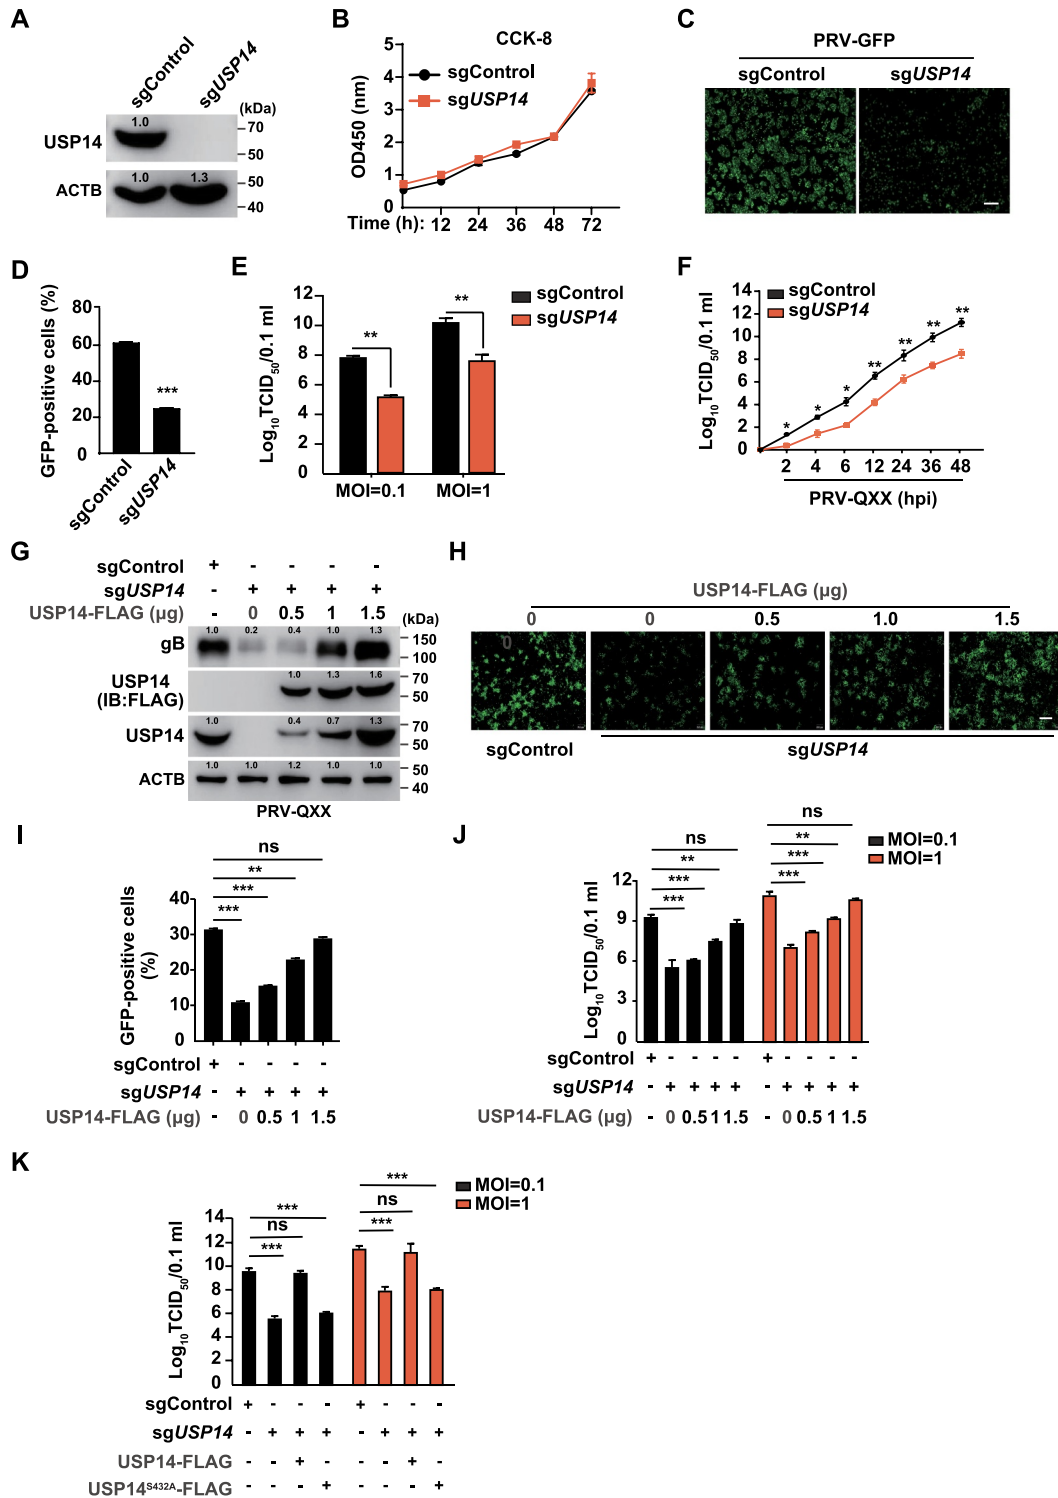 A
sgControl
sgUSP14
(kDa)
1.0
USP14
70
50
1.0 1.3
ACTB
50
40
B
CCK-8
OD450 (nm)
5
4
3
2
1
0
sgControl
sgUSP14
Time (h): 12 24 36 48 72
C
PRV-GFP
sgControl sgUSP14
D
GFP-positive cells (%)
80
60
40
20
0
***
sgControl
sgUSP14
E
Log10TCID50/0.1 ml
12
10
8
6
4
2
0
** **
sgControl
sgUSP14
MOI=0.1 MOI=1
F
Log10TCID50/0.1 ml
14
12
10
8
6
4
2
0
sgControl
sgUSP14
* * * ** ** ** **
2 4 6 12 24 36 48
PRV-QXX (hpi)
G
sgControl + - - - -
sgUSP14 - + + + +
USP14-FLAG (μg) - 0 0.5 1 1.5
(kDa)
1.0 0.2 0.4 1.0 1.3
gB
150
100
1.0 1.3 1.6
USP14
(IB:FLAG)
70
50
1.0 0.4 0.7 1.3
USP14
70
50
1.0 1.0 1.2 1.0 1.0
ACTB
50
40
PRV-QXX
H
USP14-FLAG (μg)
0 0 0.5 1.0 1.5
0
sgControl sgUSP14
I
GFP-positive cells
(%)
40
30
20
10
0
ns
**
***
***
sgControl + - - - -
sgUSP14 - + + + +
USP14-FLAG (μg) - 0 0.5 1 1.5
J
Log10TCID50/0.1 ml
12
9
6
3
0
ns
**
***
***
ns
**
***
***
MOI=0.1
MOI=1
sgControl + - - - - + - - - -
sgUSP14 - + + + + - + + + +
USP14-FLAG (μg) - 0 0.5 1 1.5 - 0 0.5 1 1.5
K
Log10TCID50/0.1 ml
14
12
10
8
6
4
2
0
***
ns
***
***
ns
***
MOI=0.1
MOI=1
sgControl + - - - + - - -
sgUSP14 - + + + - + + +
USP14-FLAG - - + - - - + -
USP14S432A-FLAG - - - + - - - +